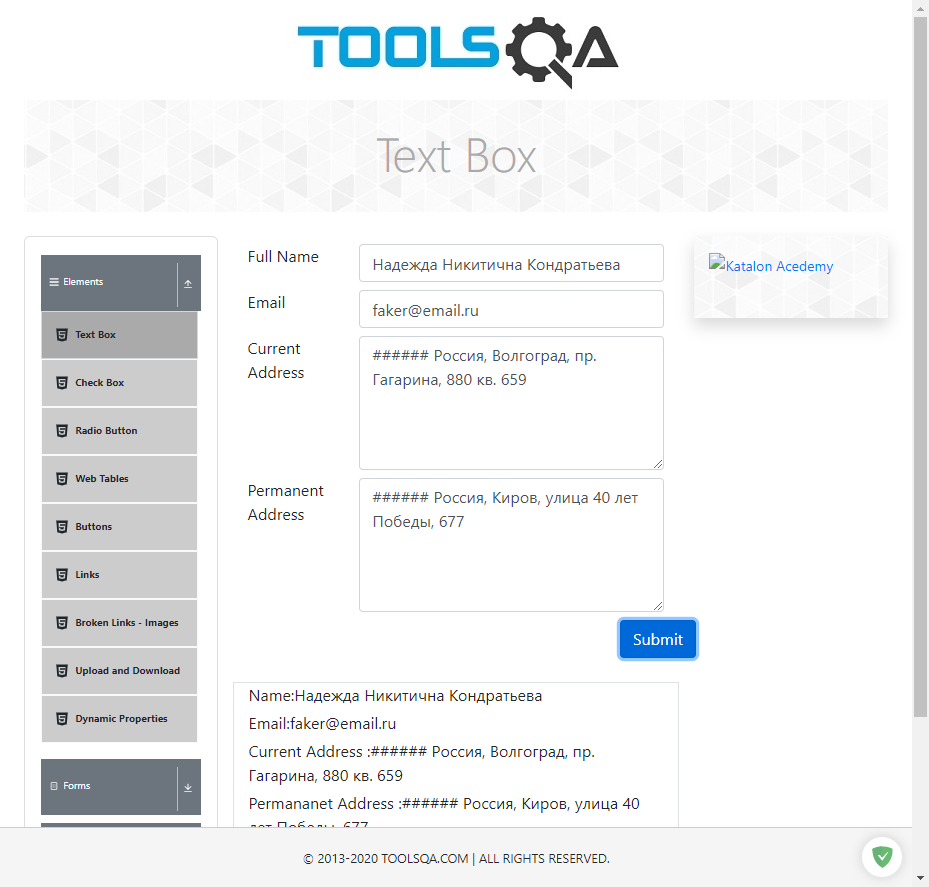 TOOLSQA
Text Box
Elements
Text Box
Check Box
Radio Button
Web Tables
Buttons
Links
Broken Links - Images
Upload and Download
Dynamic Properties
Forms
Full Name
Надежда Никитична Кондратьева
Email
faker@email.ru
Current
Address
###### Россия, Волгоград, пр.
Гагарина, 880 кв. 659
Permanent
Address
###### Россия, Киров, улица 40 лет
Победы, 677
Submit
Name:Надежда Никитична Кондратьева
Email:faker@email.ru
Current Address :###### Россия, Волгоград, пр.
Гагарина, 880 кв. 659
Permananet Address :###### Россия, Киров, улица 40
лет Победы, 677
Katalon Acedemy
© 2013-2020 TOOLSQA.COM | ALL RIGHTS RESERVED.